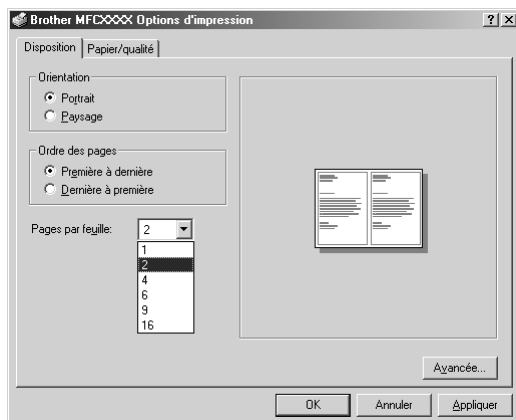 Brother MFCXXXX Options d'impression
Disposition
Papier/qualité
Orientation
Portrait
Paysage
Ordre des pages
Première à dernière
Dernière à première
Pages par feuille:
2
1
2
4
6
9
16
Avancée...
OK
Annuler
Appliquer